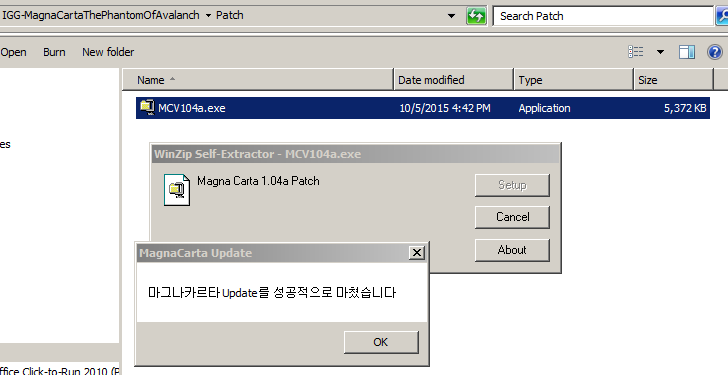 IGG-MagnaCartaThePhantomOfAvalanch ▸ Patch
Search Patch
Open Burn New folder
Name Date modified Type Size
MCV104a.exe 10/5/2015 4:42 PM Application 5,372 KB
WinZip Self-Extractor - MCV104a.exe
Magna Carta 1.04a Patch
Setup
Cancel
About
MagnaCarta Update
마그나카르타 Update를 성공적으로 마쳤습니다
OK
Click-to-Run 2010